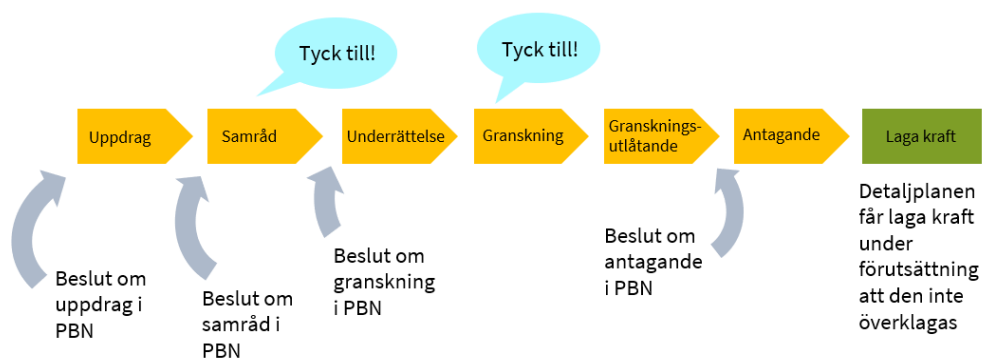 Tyck till!
Tyck till!
Uppdrag
Samråd
Underrättelse
Granskning
Gransknings-
utlåtande
Antagande
Laga kraft
Beslut om
uppdrag i
PBN
Beslut om
samråd i
PBN
Beslut om
granskning
i PBN
Beslut om
antagande
i PBN
Detaljplanen
får laga kraft
under
förutsättning
att den inte
överklagas